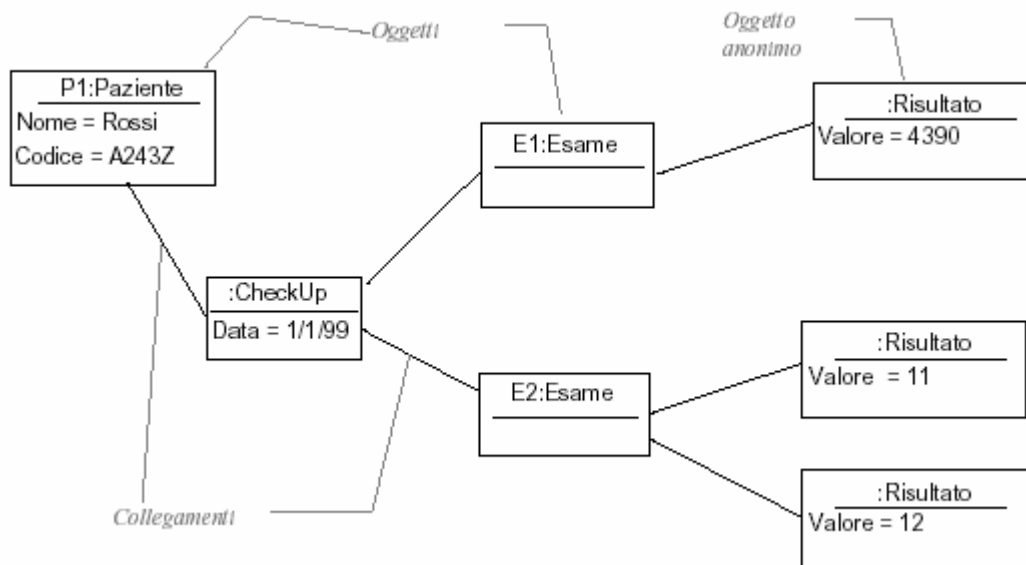 Oggetti
Oggetto
anonimo
P1:Paziente
Nome = Rossi
Codice = A243Z
E1:Esame
:Risultato
Valore = 4390
:CheckUp
Data = 1/1/99
E2:Esame
:Risultato
Valore = 11
:Risultato
Valore = 12
Collegamenti